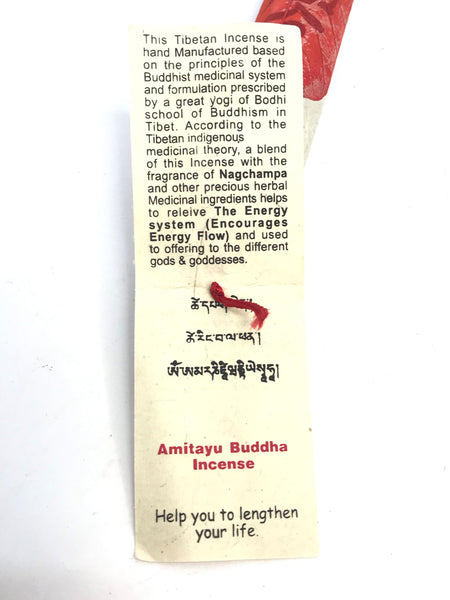 This Tibetan Incense is
hand Manufactured based
on the principles of the
Buddhist medicinal system
and formulation prescribed
by a great yogi of Bodhi
school of Buddhism in
Tibet. According to the
Tibetan indigenous
medicinal theory, a blend
of this Incense with the
fragrance of Nagchampa
and other precious herbal
Medicinal ingredients helps
to releive The Energy
system (Encourages
Energy Flow) and used
to offering to the different
gods & goddesses.
ཚེ་རིང་བ་ལ་ཕན།
Amitayu Buddha
Incense
Help you to lengthen
your life.